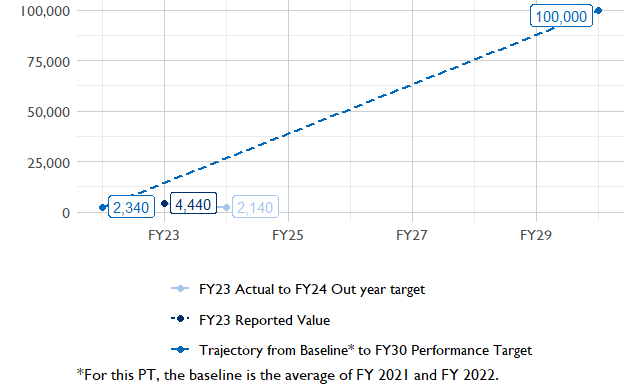 100,000
100,000
75,000
50,000
25,000
2,340 4,440 2,140
0
FY23 FY25 FY27 FY29
FY23 Actual to FY24 Out year target
FY23 Reported Value
Trajectory from Baseline* to FY30 Performance Target
*For this PT, the baseline is the average of FY 2021 and FY 2022.